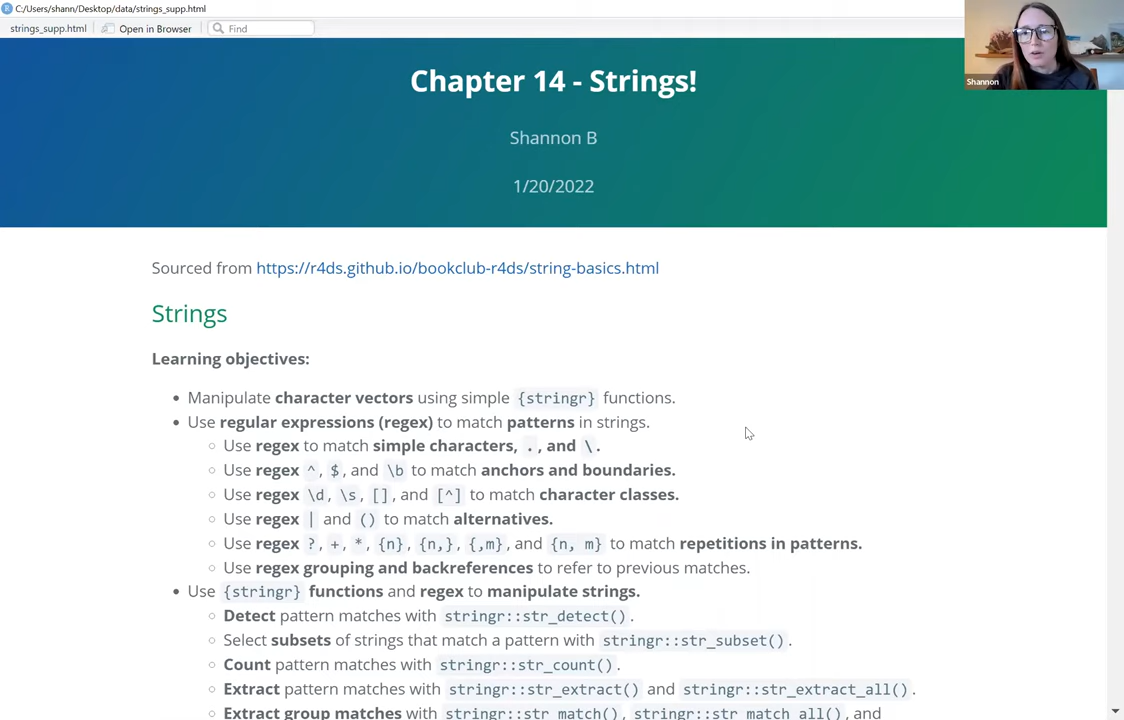 C:/Users/shann/Desktop/data/strings_supp.html
strings_supp.html Open in Browser Find
Shannon
Chapter 14 - Strings!
Shannon B
1/20/2022
Sourced from https://r4ds.github.io/bookclub-r4ds/string-basics.html
Strings
Learning objectives:
• Manipulate character vectors using simple {stringr} functions.
• Use regular expressions (regex) to match patterns in strings.
○ Use regex to match simple characters, ., and \.
○ Use regex ^, $, and \b to match anchors and boundaries.
○ Use regex \d, \s, [], and [^] to match character classes.
○ Use regex | and () to match alternatives.
○ Use regex ?, +, *, {n}, {n,}, {,m}, and {n, m} to match repetitions in patterns.
○ Use regex grouping and backreferences to refer to previous matches.
• Use {stringr} functions and regex to manipulate strings.
○ Detect pattern matches with stringr::str_detect().
○ Select subsets of strings that match a pattern with stringr::str_subset().
○ Count pattern matches with stringr::str_count().
○ Extract pattern matches with stringr::str_extract() and stringr::str_extract_all().
○ Extract group matches with stringr::str_match(), stringr::str_match_all(), and